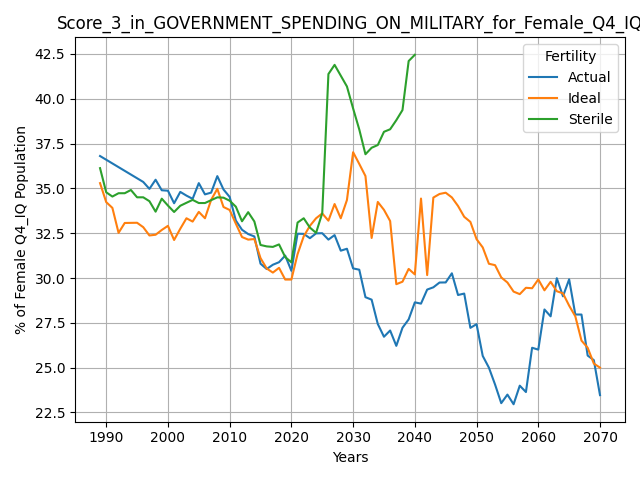 Score_3_in_GOVERNMENT_SPENDING_ON_MILITARY_for_Female_Q4_IQ
Fertility
Actual
Ideal
Sterile
% of Female Q4_IQ Population
42.5
40.0
37.5
35.0
32.5
30.0
27.5
25.0
22.5
1990 2000 2010 2020 2030 2040 2050 2060 2070
Years